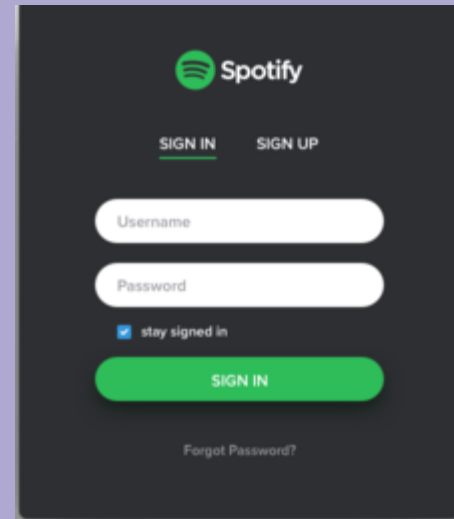 Spotify
SIGN IN SIGN UP
Username
Password
stay signed in
SIGN IN
Forgot Password?